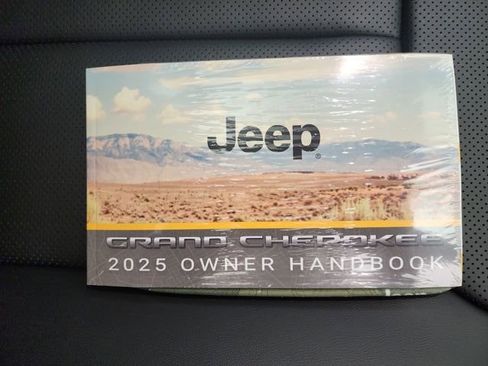 Jeep®
GRAND CHEROKEE
2025 OWNER HANDBOOK